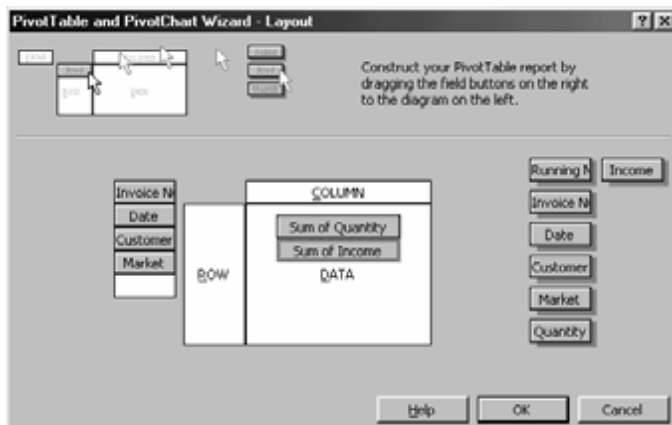 PivotTable and PivotChart Wizard - Layout
Construct your PivotTable report by
dragging the field buttons on the right
to the diagram on the left.
Invoice N
Date
Customer
Market
COLUMN
ROW
Sum of Quantity
Sum of Income
DATA
Running N
Income
Invoice N
Date
Customer
Market
Quantity
Help
OK
Cancel